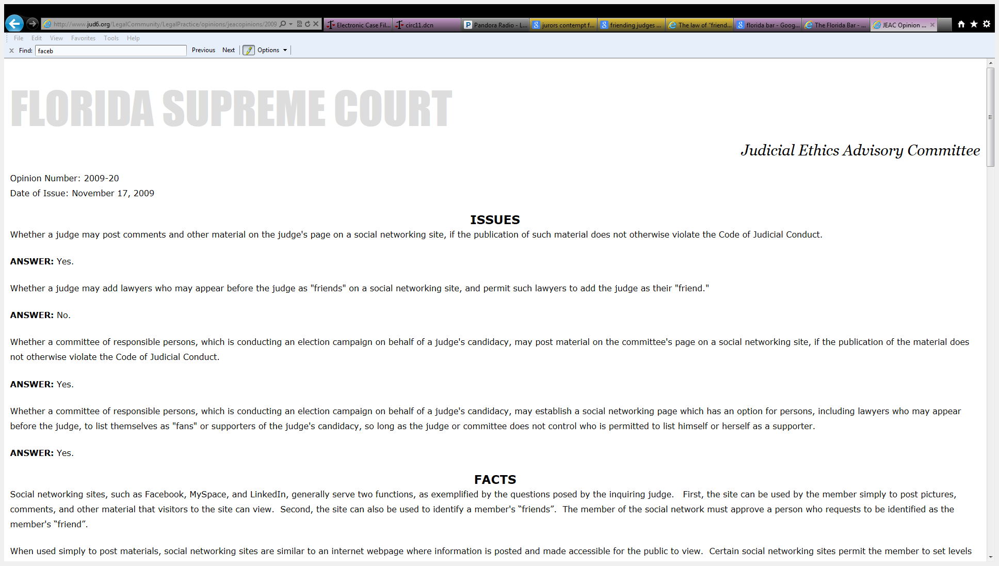 http://www.jud6.org/LegalCommunity/LegalPractice/opinions/jeacopinions/2009
Electronic Case Fil...
circ11.dcn
Pandora Radio - L...
jurors contempt f...
friending judges ...
The law of "friend...
florida bar - Goog...
The Florida Bar - ...
JEAC Opinion ...
File Edit View Favorites Tools Help
Find: faceb Previous Next Options
FLORIDA SUPREME COURT
Judicial Ethics Advisory Committee
Opinion Number: 2009-20
Date of Issue: November 17, 2009
ISSUES
Whether a judge may post comments and other material on the judge's page on a social networking site, if the publication of such material does not otherwise violate the Code of Judicial Conduct.
ANSWER: Yes.
Whether a judge may add lawyers who may appear before the judge as "friends" on a social networking site, and permit such lawyers to add the judge as their "friend."
ANSWER: No.
Whether a committee of responsible persons, which is conducting an election campaign on behalf of a judge's candidacy, may post material on the committee's page on a social networking site, if the publication of the material does
not otherwise violate the Code of Judicial Conduct.
ANSWER: Yes.
Whether a committee of responsible persons, which is conducting an election campaign on behalf of a judge's candidacy, may establish a social networking page which has an option for persons, including lawyers who may appear
before the judge, to list themselves as "fans" or supporters of the judge's candidacy, so long as the judge or committee does not control who is permitted to list himself or herself as a supporter.
ANSWER: Yes.
FACTS
Social networking sites, such as Facebook, MySpace, and LinkedIn, generally serve two functions, as exemplified by the questions posed by the inquiring judge.   First, the site can be used by the member simply to post pictures,
comments, and other material that visitors to the site can view.  Second, the site can also be used to identify a member's “friends”.  The member of the social network must approve a person who requests to be identified as the
member's “friend”.
When used simply to post materials, social networking sites are similar to an internet webpage where information is posted and made accessible for the public to view.  Certain social networking sites permit the member to set levels